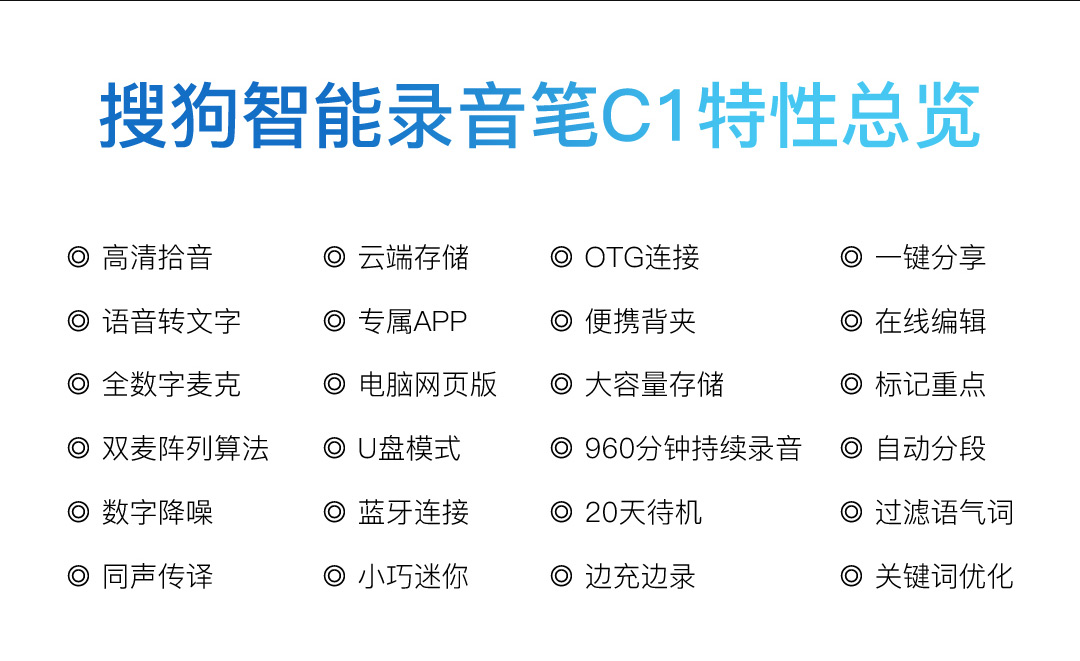 搜狗智能录音笔C1特性总览
◎ 高清拾音 ◎ 云端存储 ◎ OTG连接 ◎ 一键分享
◎ 语音转文字 ◎ 专属APP ◎ 便携背夹 ◎ 在线编辑
◎ 全数字麦克 ◎ 电脑网页版 ◎ 大容量存储 ◎ 标记重点
◎ 双麦阵列算法 ◎ U盘模式 ◎ 960分钟持续录音 ◎ 自动分段
◎ 数字降噪 ◎ 蓝牙连接 ◎ 20天待机 ◎ 过滤语气词
◎ 同声传译 ◎ 小巧迷你 ◎ 边充边录 ◎ 关键词优化